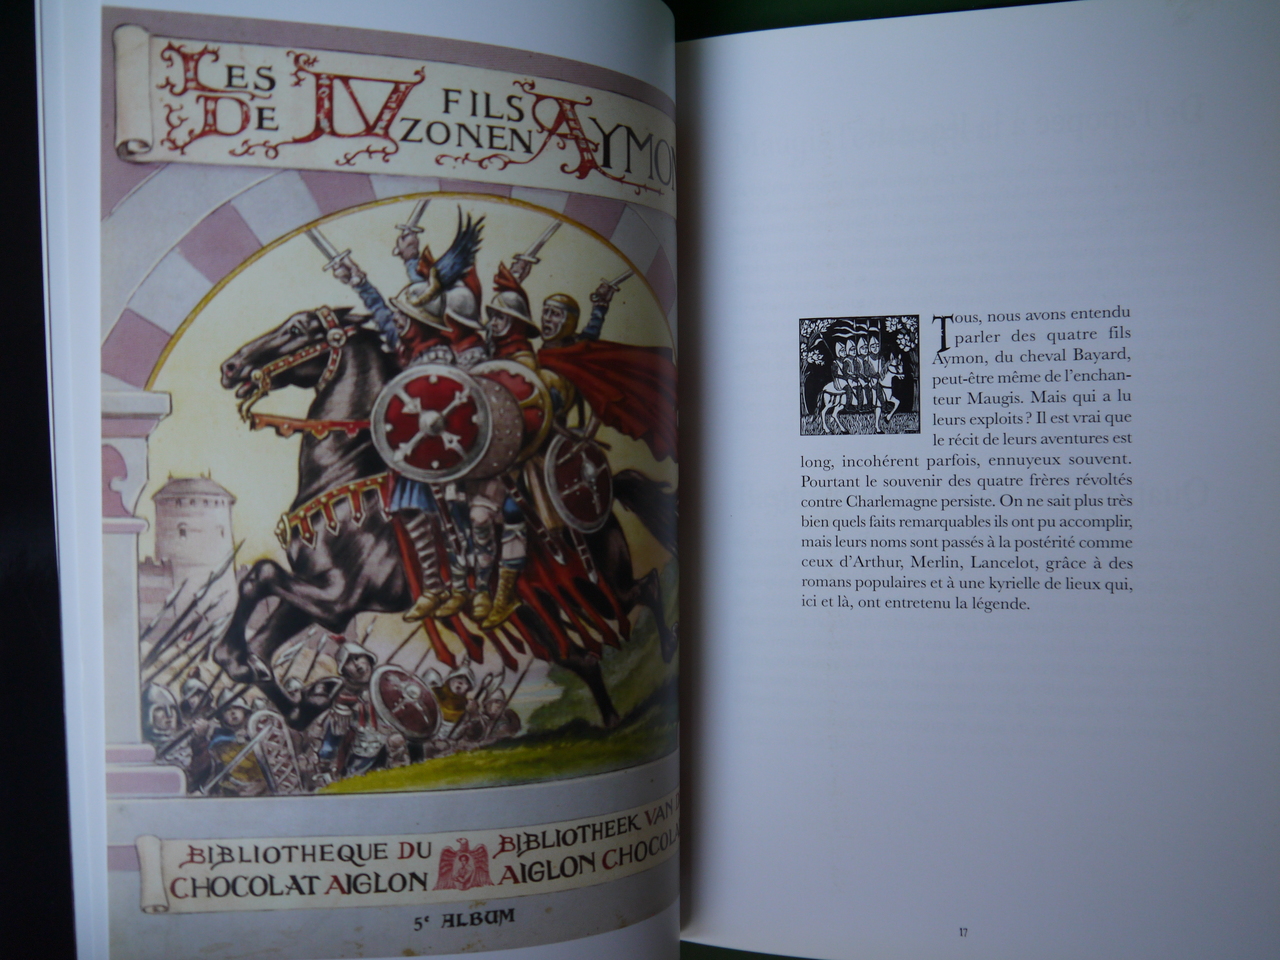 LES IV FILS AYMON
DE IV ZONEN AYMON
BIBLIOTHEQUE DU
CHOCOLAT AIGLON
BIBLIOTHEEK VAN
AIGLON
5e ALBUM
Tous, nous avons entendu
parler des quatre fils
Aymon, du cheval Bayard,
peut-être même de l'enchan-
teur Maugis. Mais qui a lu
leurs exploits ? Il est vrai que
le récit de leurs aventures est
long, incohérent parfois, ennuyeux souvent.
Pourtant le souvenir des quatre frères révoltés
contre Charlemagne persiste. On ne sait plus très
bien quels faits remarquables ils ont pu accomplir,
mais leurs noms sont passés à la postérité comme
ceux d'Arthur, Merlin, Lancelot, grâce à des
romans populaires et à une kyrielle de lieux qui,
ici et là, ont entretenu la légende.
17